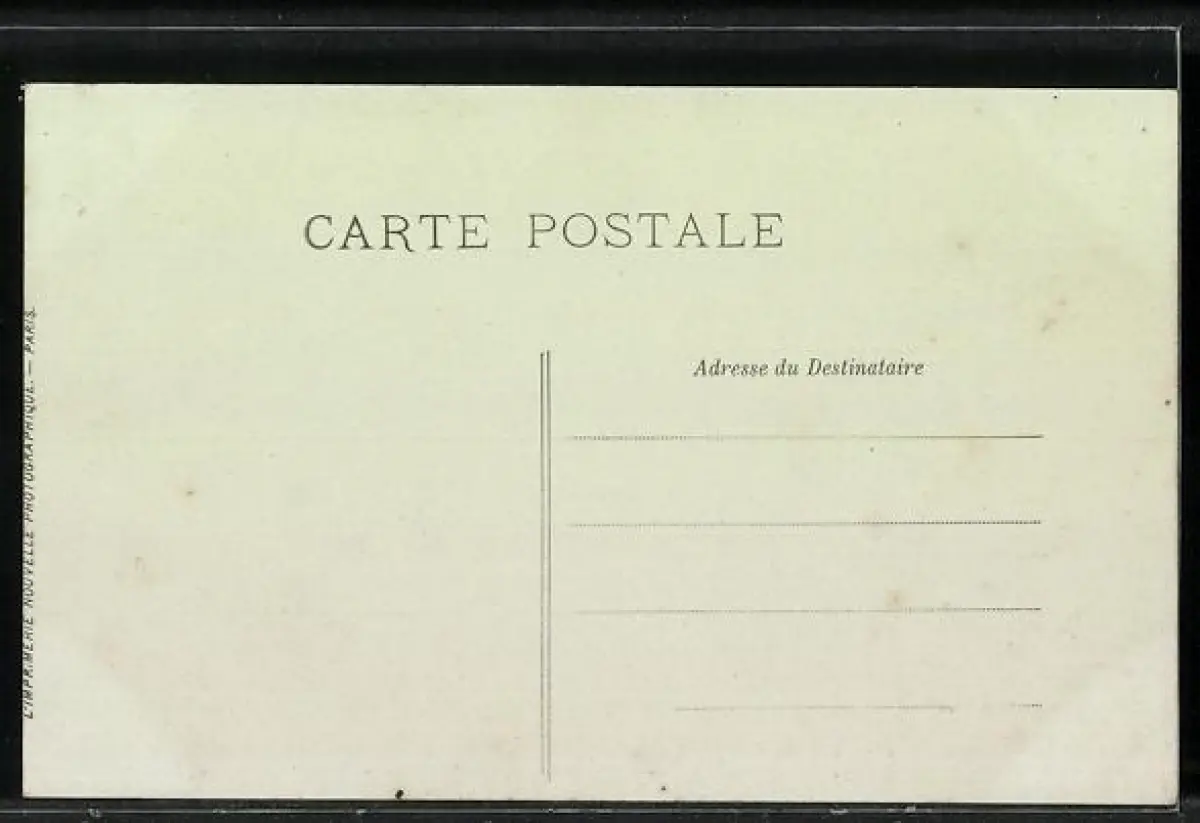 CARTE POSTALE
Adresse du Destinataire
L'IMPRIMERIE NOUVELLE PHOTOGRAPHIQUE. — PARIS.